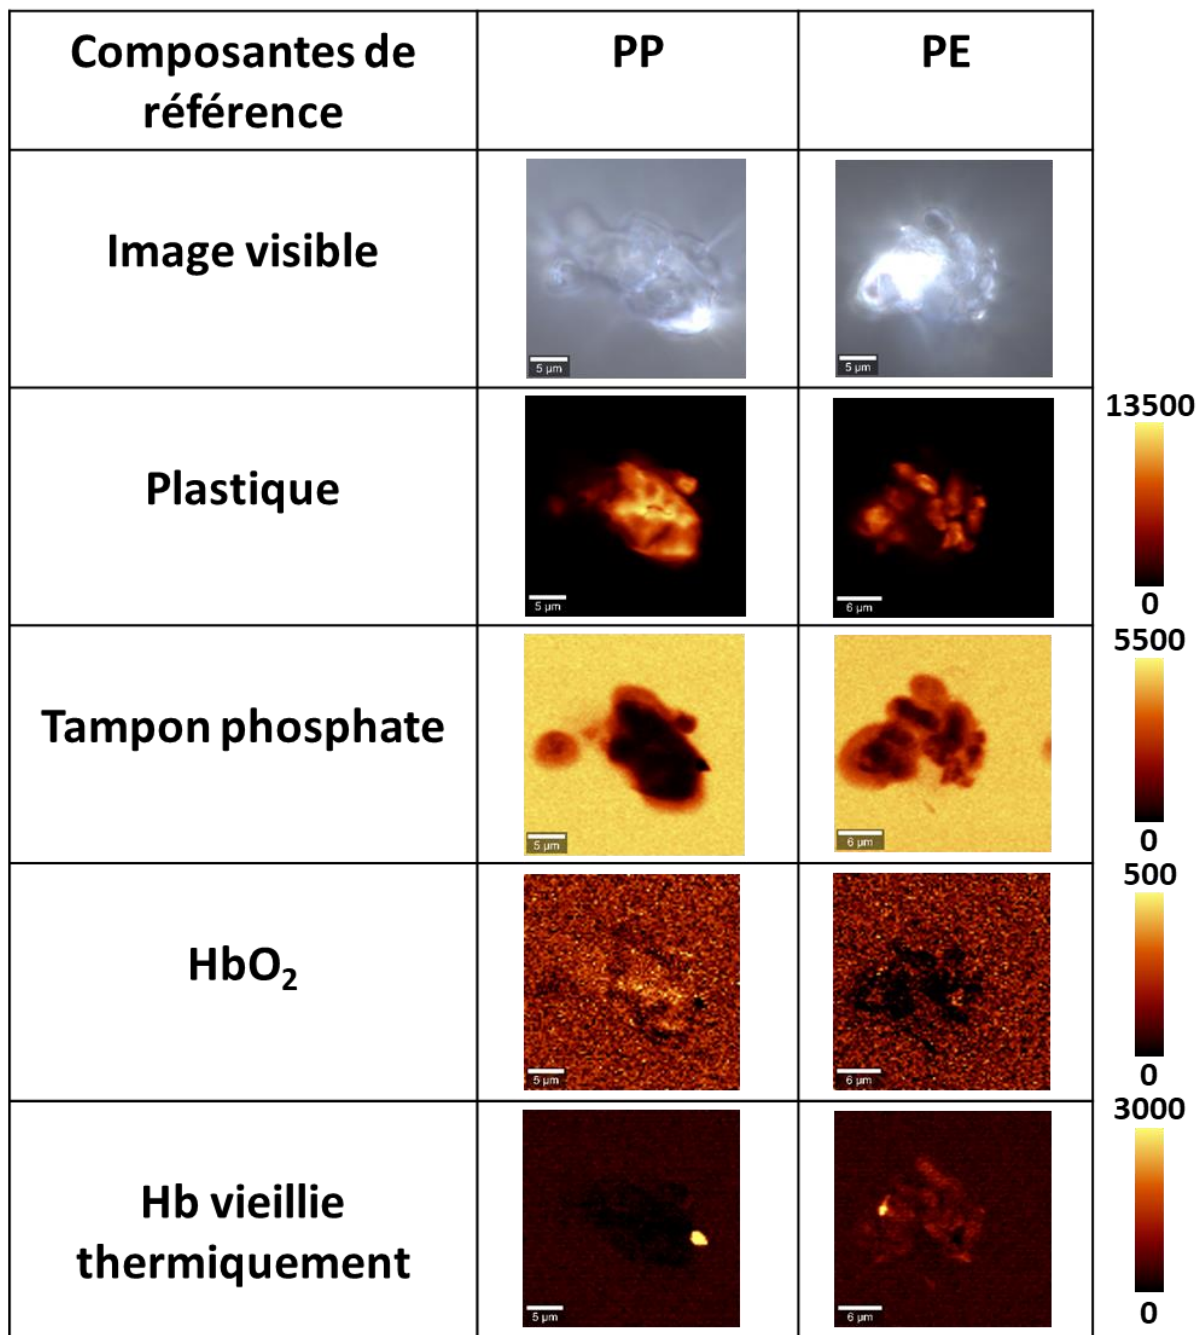 Composantes de
référence
PP
PE
Image visible
5 µm
5 µm
Plastique
5 µm
6 µm
13500
0
Tampon phosphate
5 µm
6 µm
5500
0
HbO₂
5 µm
6 µm
500
0
Hb vieillie
thermiquement
5 µm
6 µm
3000
0